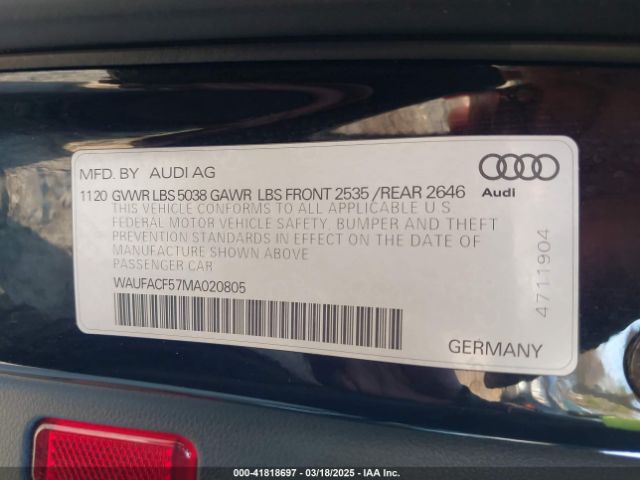 MFD. BY AUDI AG
1120 GVWR LBS 5038 GAWR LBS FRONT 2535 /REAR 2646
Audi
THIS VEHICLE CONFORMS TO ALL APPLICABLE U S
FEDERAL MOTOR VEHICLE SAFETY, BUMPER AND THEFT
PREVENTION STANDARDS IN EFFECT ON THE DATE OF
MANUFACTURE SHOWN ABOVE
PASSENGER CAR
WAUFACF57MA020805
4711904
GERMANY
000-41818697 - 03/18/2025 - IAA Inc.